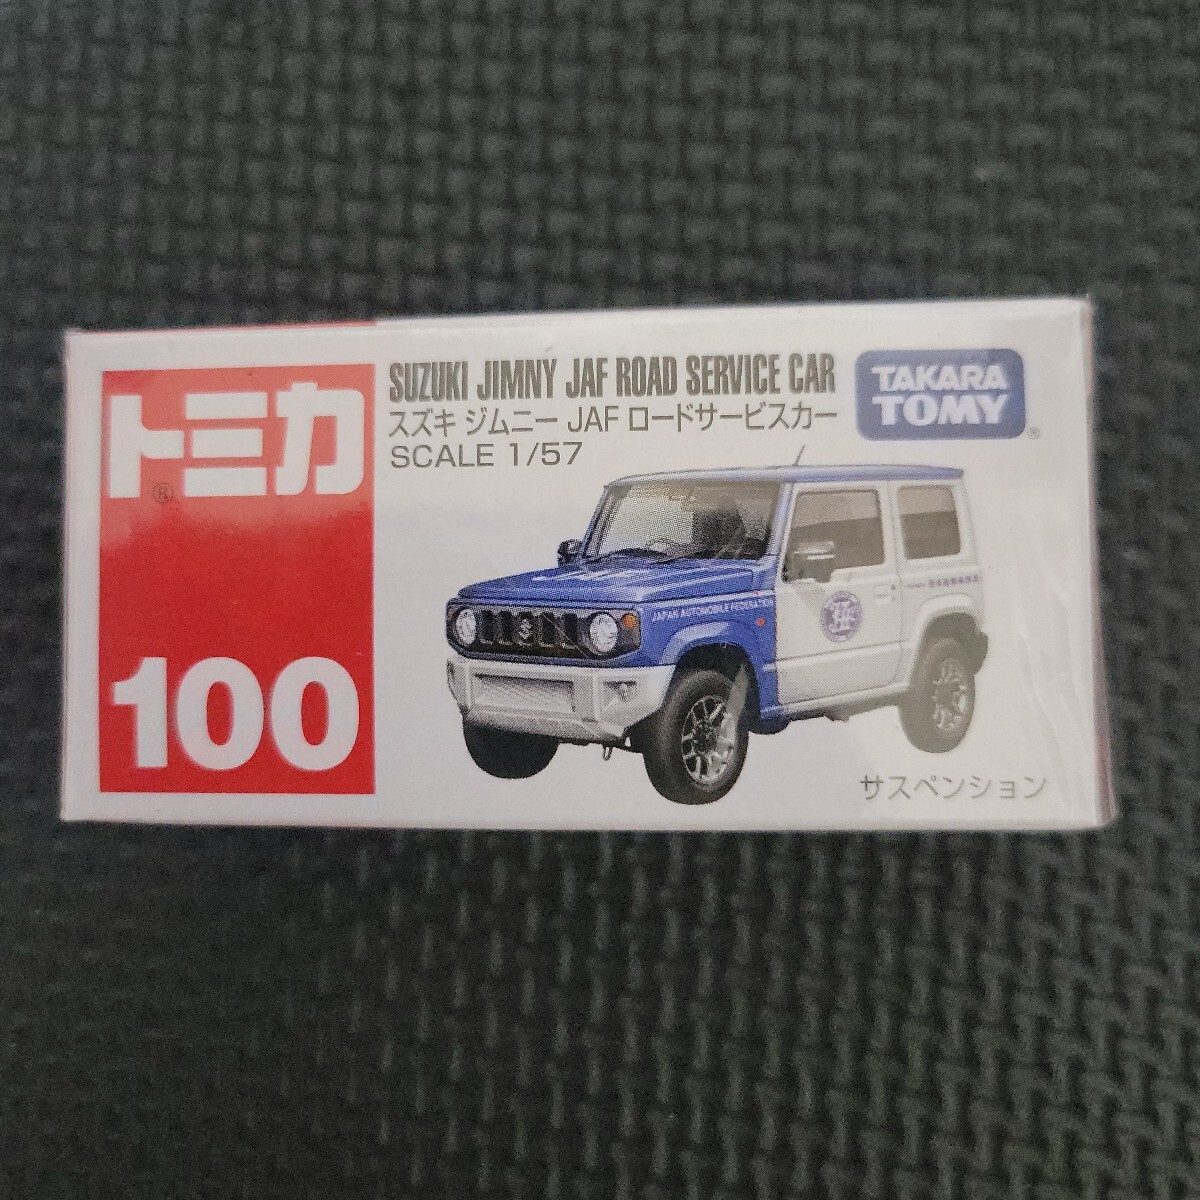 トミカ
®
100
SUZUKI JIMNY JAF ROAD SERVICE CAR
スズキ ジムニー JAF ロードサービスカー
SCALE 1/57
TAKARA
TOMY
®
JAPAN AUTOMOBILE FEDERATION
サスペンション